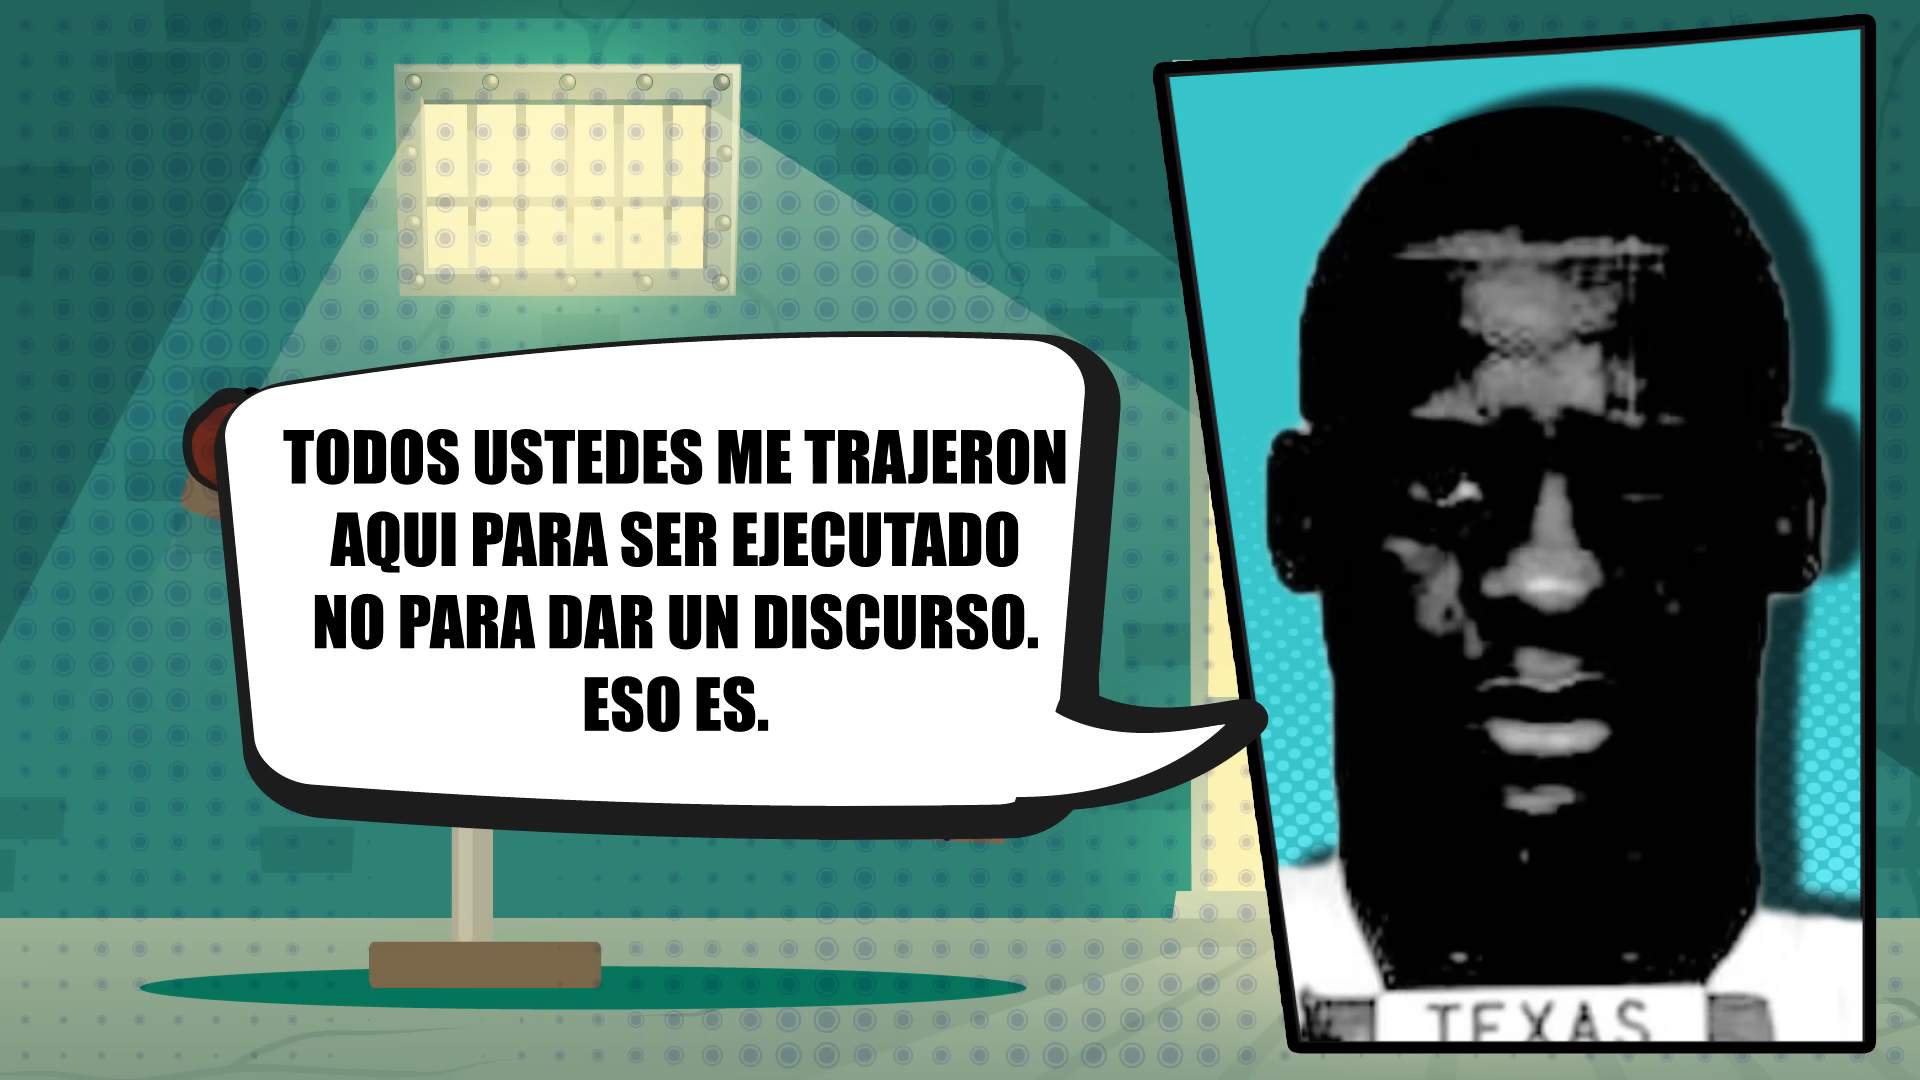 TODOS USTEDES ME TRAJERON
AQUI PARA SER EJECUTADO
NO PARA DAR UN DISCURSO.
ESO ES.
TEXAS